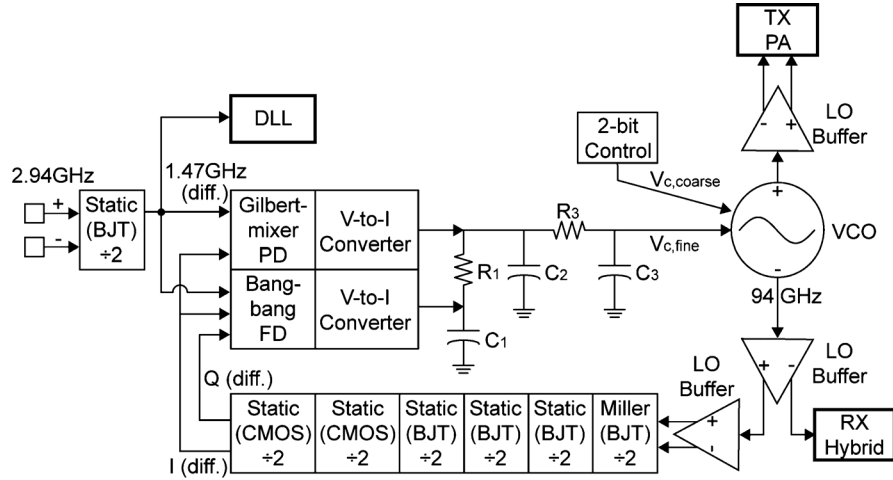 TX
PA
LO
Buffer
-
+
2-bit
Control
DLL
2.94GHz
1.47GHz
(diff.)
+
-
Static
(BJT)
÷2
Gilbert-
mixer
PD
V-to-I
Converter
Bang-
bang
FD
V-to-I
Converter
R1
C1
C2
R3
C3
Vc,coarse
Vc,fine
+
-
VCO
94 GHz
LO
Buffer
+
-
LO
Buffer
+
-
RX
Hybrid
Q (diff.)
I (diff.)
Static
(CMOS)
÷2
Static
(CMOS)
÷2
Static
(BJT)
÷2
Static
(BJT)
÷2
Static
(BJT)
÷2
Miller
(BJT)
÷2